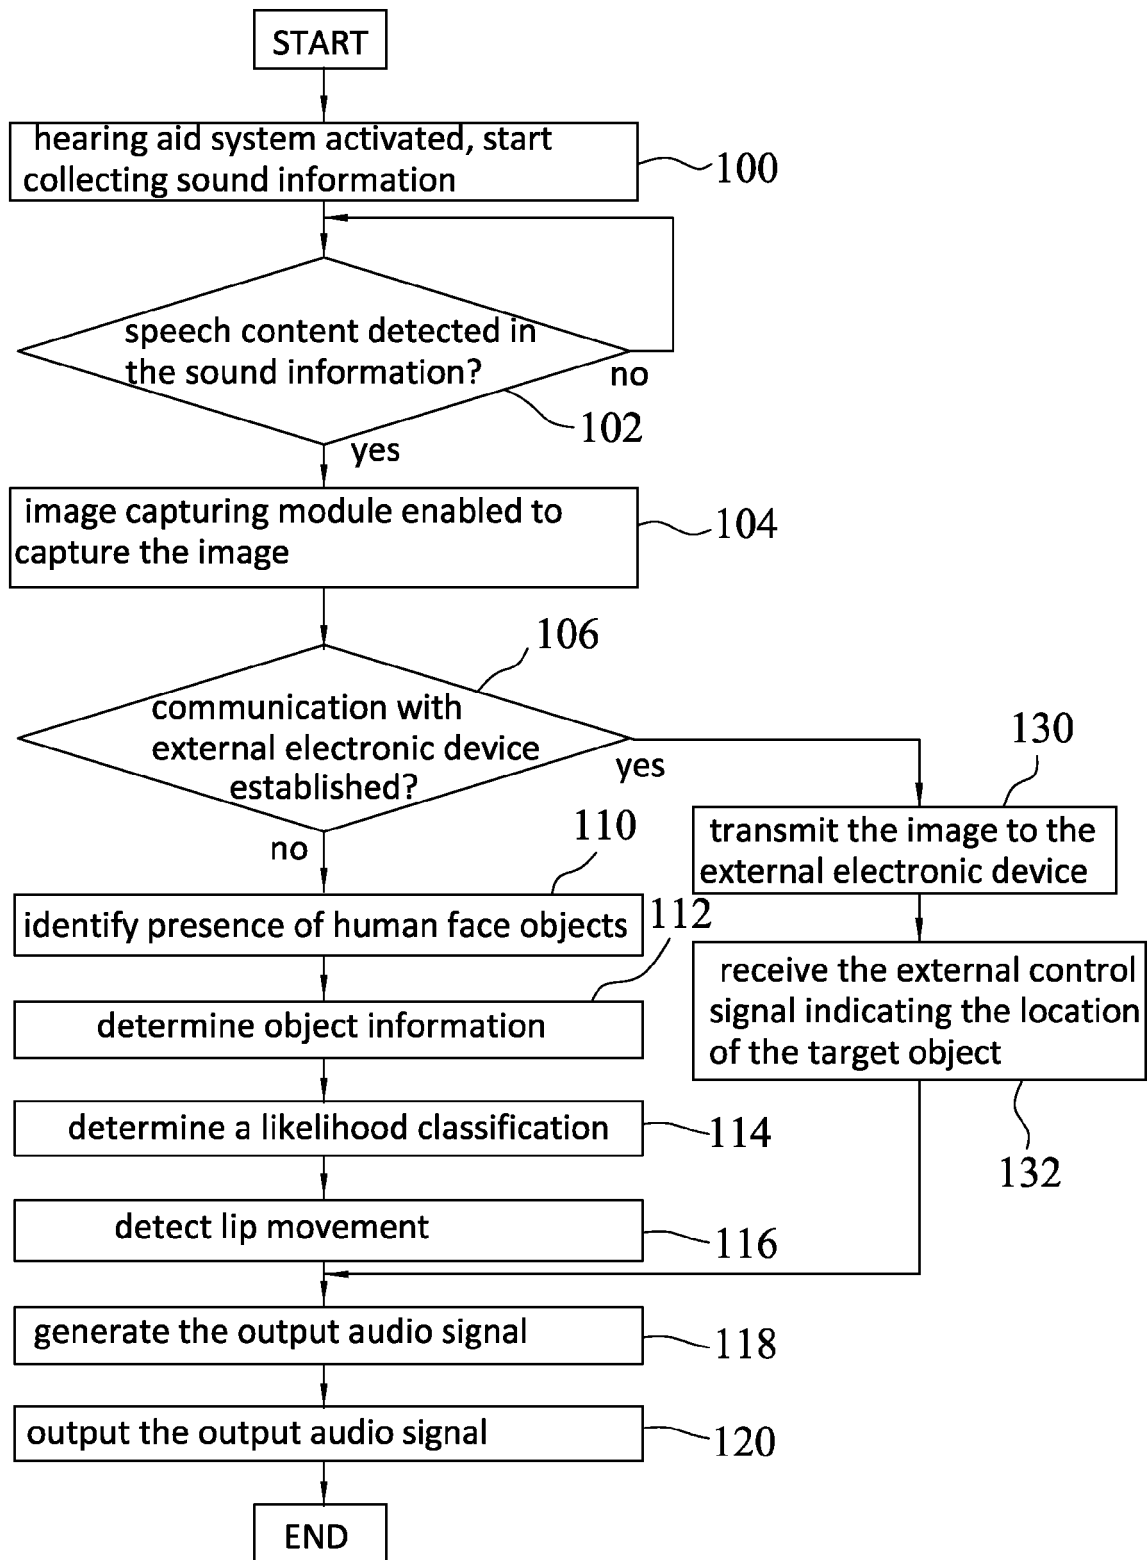 START
hearing aid system activated, start
collecting sound information
100
speech content detected in
the sound information?
no
102
yes
image capturing module enabled to
capture the image
104
106
communication with
external electronic device
established?
yes
no
130
transmit the image to the
external electronic device
110
identify presence of human face objects
112
receive the external control
signal indicating the location
of the target object
132
determine object information
determine a likelihood classification
114
detect lip movement
116
generate the output audio signal
118
output the output audio signal
120
END